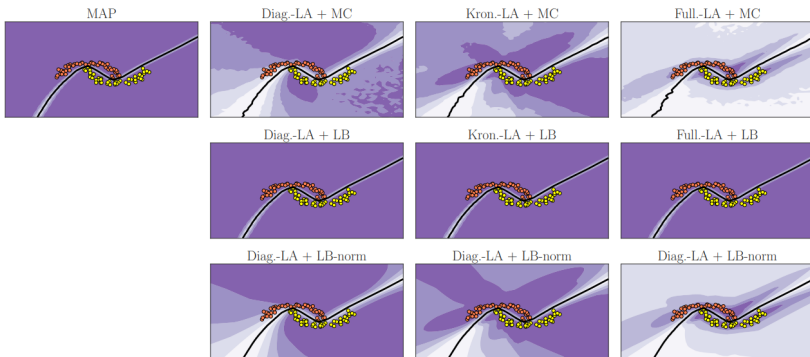 MAP Diag.-LA + MC Kron.-LA + MC Full.-LA + MC
Diag.-LA + LB Kron.-LA + LB Full.-LA + LB
Diag.-LA + LB-norm Diag.-LA + LB-norm Diag.-LA + LB-norm